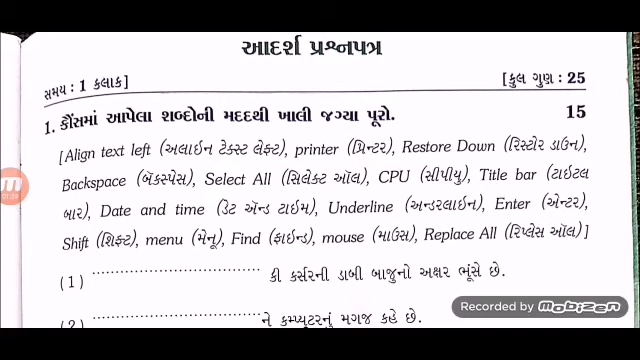 આદર્શ પ્રશ્નપત્ર
સમય : 1 કલાક] [કુલ ગુણ : 25
1. કૌંસમાં આપેલા શબ્દોની મદદથી ખાલી જગ્યા પૂરો. 15
[Align text left (અલાઇન ટેક્સ્ટ લેફ્ટ), printer (પ્રિન્ટર), Restore Down (રિસ્ટોર ડાઉન),
Backspace (બૅકસ્પેસ), Select All (સિલેક્ટ ઑલ), CPU (સીપીયુ), Title bar (ટાઇટલ
બાર), Date and time (ડેટ ઍન્ડ ટાઈમ), Underline (અન્ડરલાઇન), Enter (એન્ટર),
Shift (શિફ્ટ), menu (મેનૂ), Find (ફાઇન્ડ), mouse (માઉસ), Replace All (રિપ્લેસ ઑલ)]
(1) .................................... કી કર્સરની ડાબી બાજુનો અક્ષર ભૂંસે છે.
Recorded by MOBIZEN
(2) .................................... ને કમ્પ્યૂટરનું મગજ કહે છે.